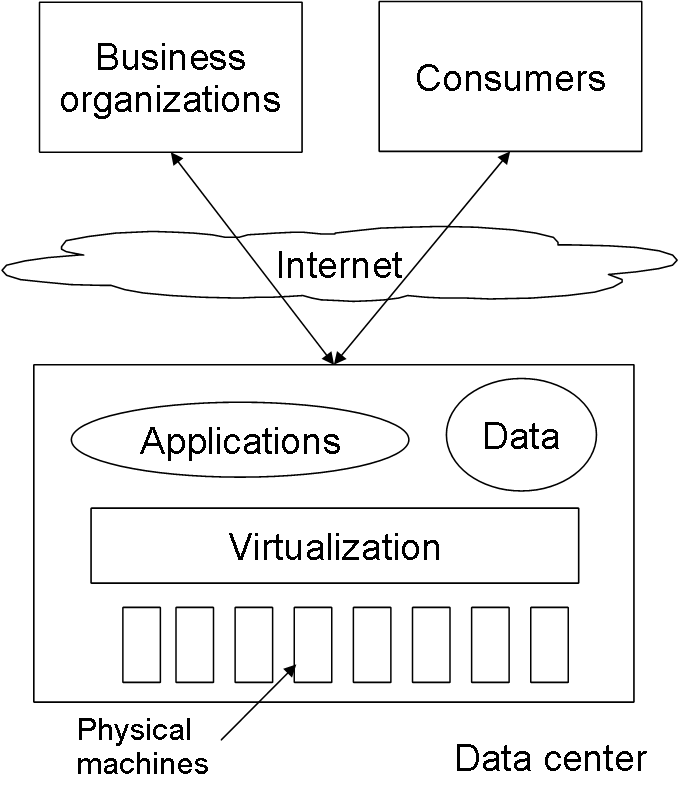 Business
organizations
Consumers
Internet
Applications
Data
Virtualization
Physical
machines
Data center